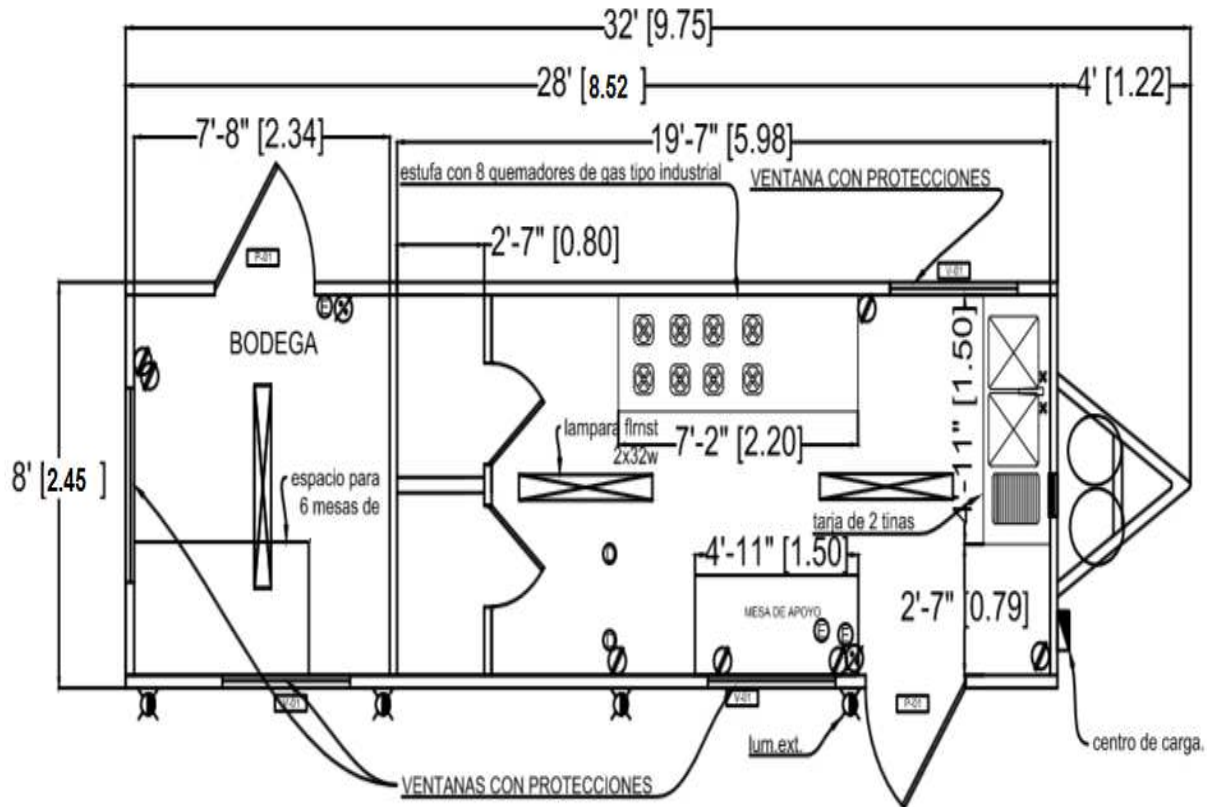 32' [9.75]
28' [8.52]
4' [1.22]
7'-8" [2.34]
19'-7" [5.98]
estufa con 8 quemadores de gas tipo industrial
VENTANA CON PROTECCIONES
2'-7" [0.80]
P-01
V-01
BODEGA
4'-11" [1.50]
E
lampara flrnst
2x32w
7'-2" [2.20]
8' [2.45]
espacio para
6 mesas de
tarja de 2 tinas
4'-11" [1.50]
MESA DE APOYO
E
E
2'-7" [0.79]
V-01
V-01
P-01
lum.ext.
centro de carga.
VENTANAS CON PROTECCIONES